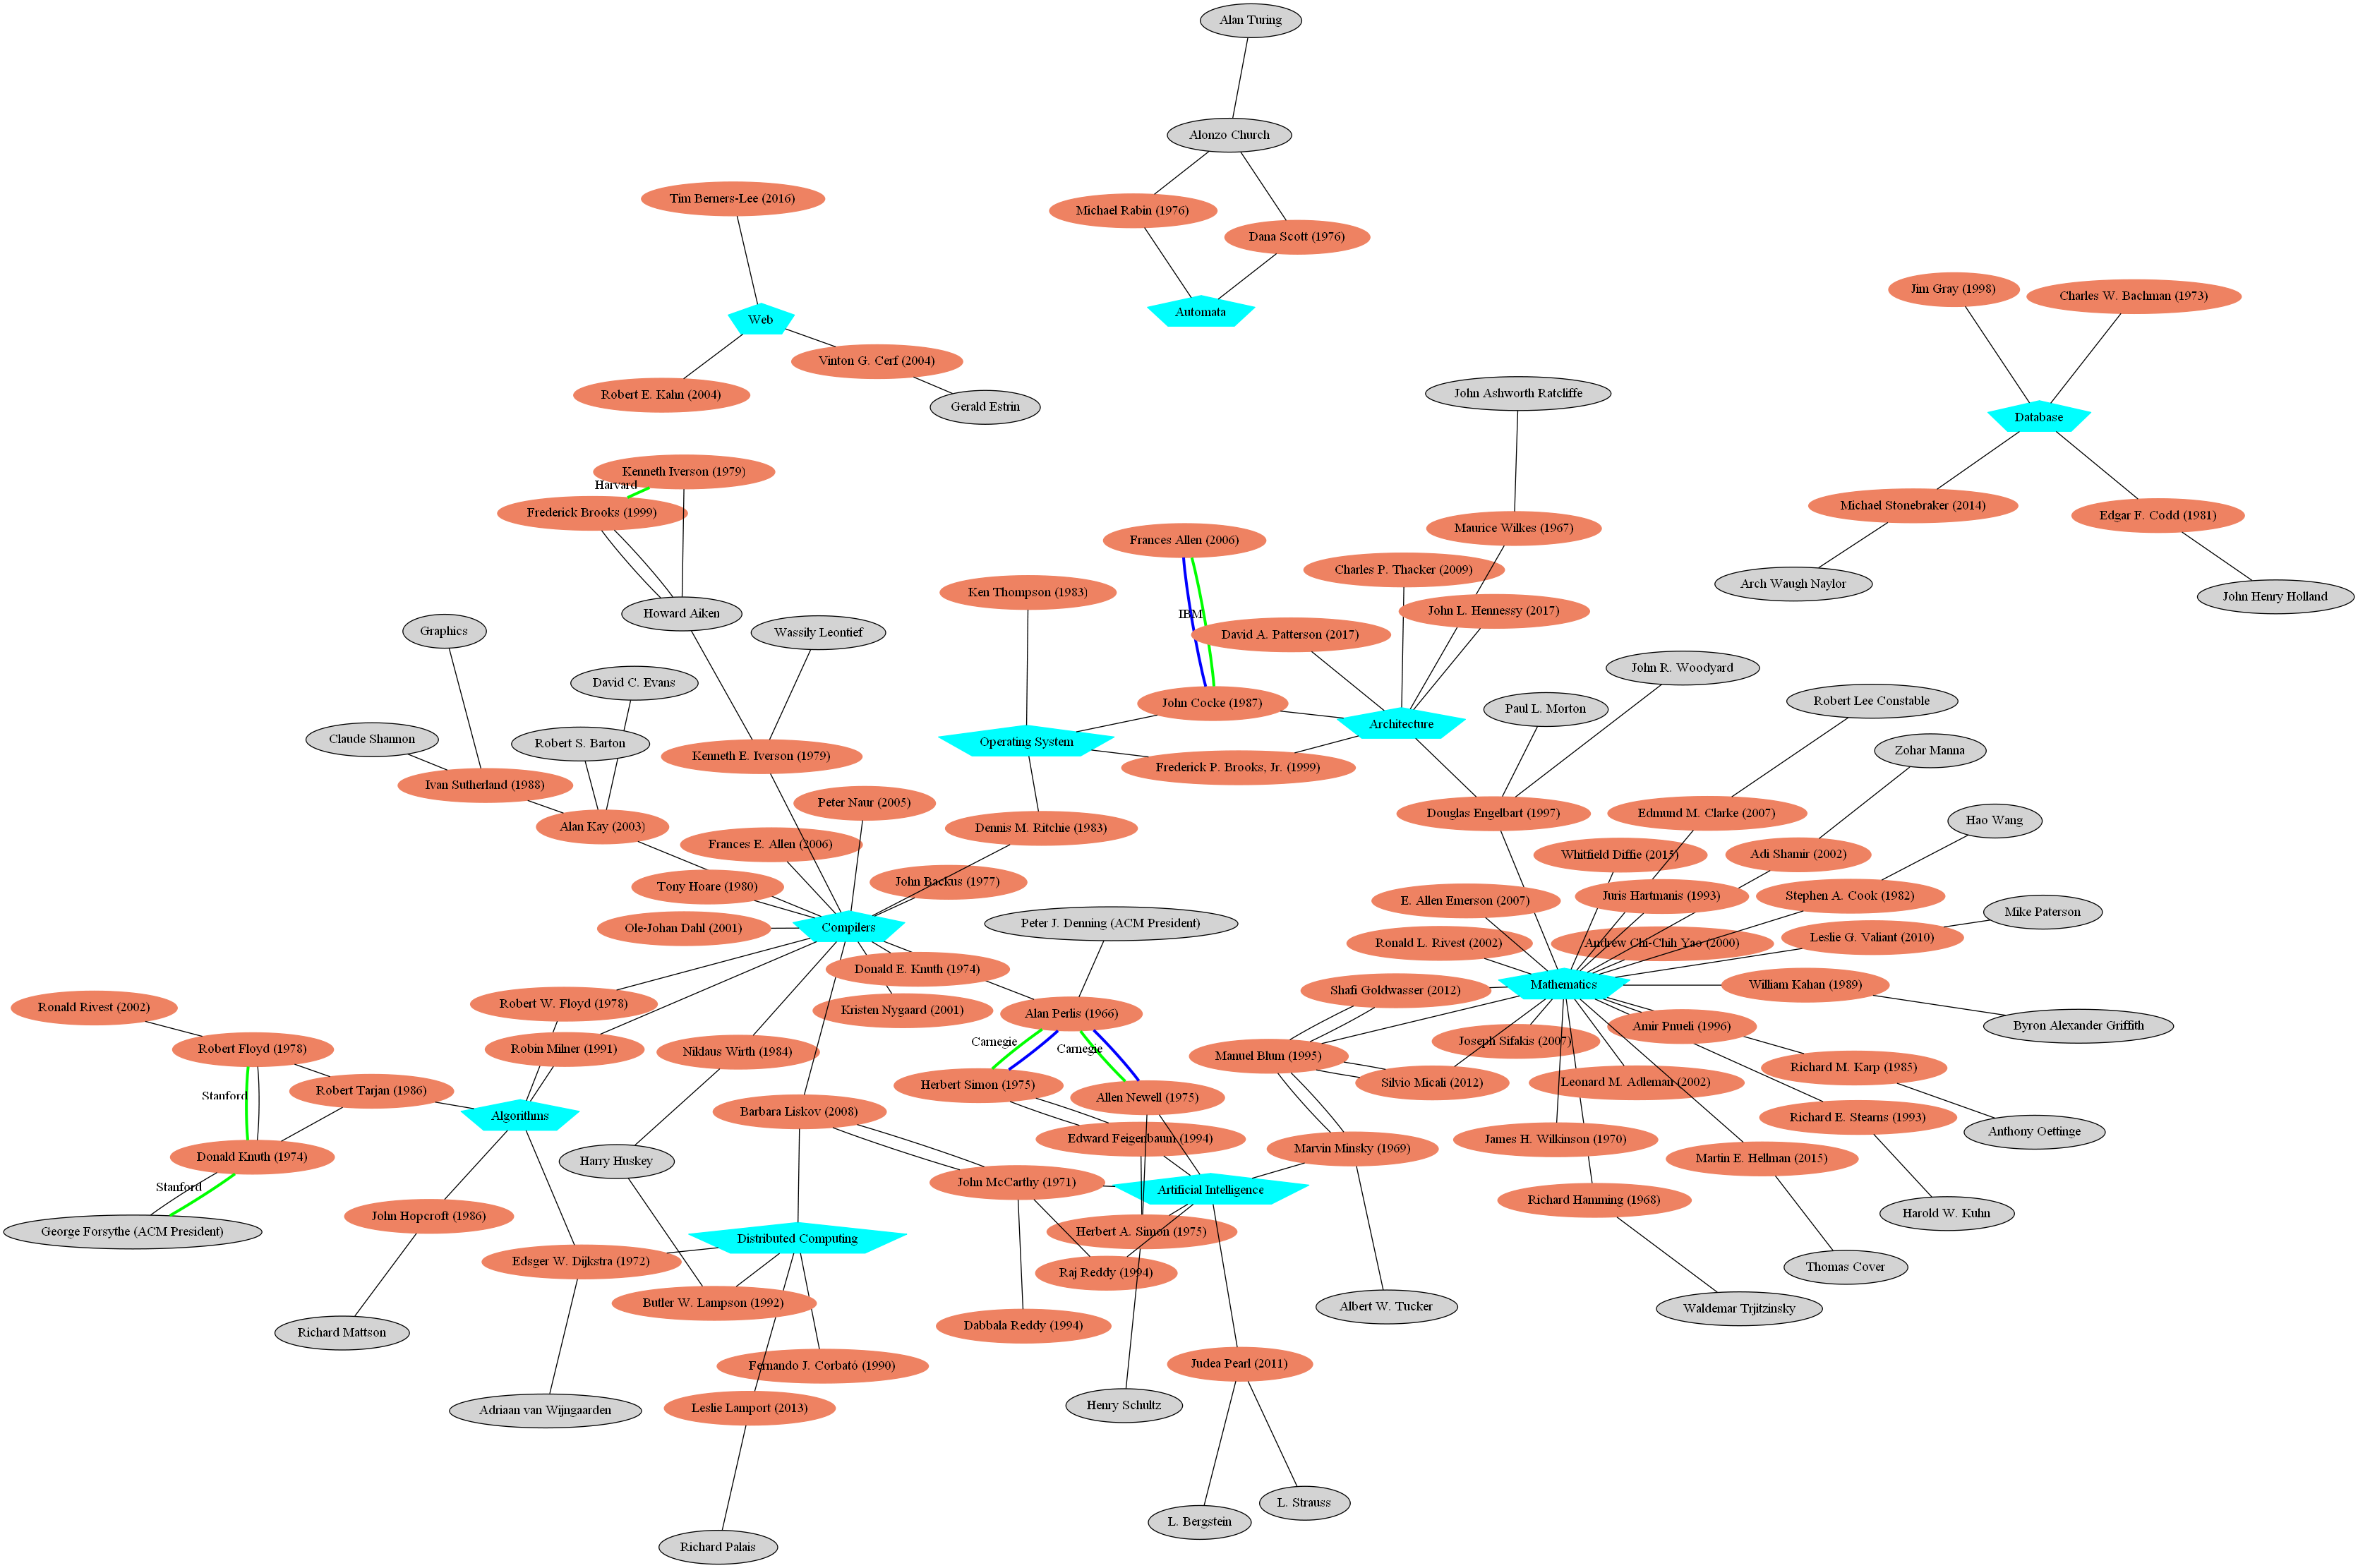 Alan Turing
Alonzo Church
Tim Berners-Lee (2016)
Michael Rabin (1976)
Dana Scott (1976)
Jim Gray (1998)
Charles W. Bachman (1973)
Web
Automata
Vinton G. Cerf (2004)
Robert E. Kahn (2004)
John Ashworth Ratcliffe
Gerald Estrin
Database
Kenneth Iverson (1979)
Harvard
Frederick Brooks (1999)
Michael Stonebraker (2014)
Edgar F. Codd (1981)
Maurice Wilkes (1967)
Frances Allen (2006)
Charles P. Thacker (2009)
Arch Waugh Naylor
Ken Thompson (1983)
John Henry Holland
Howard Aiken
IBM
John L. Hennessy (2017)
Graphics
Wassily Leontief
David A. Patterson (2017)
John R. Woodyard
David C. Evans
John Cocke (1987)
Robert Lee Constable
Paul L. Morton
Architecture
Claude Shannon
Robert S. Barton
Operating System
Zohar Manna
Kenneth E. Iverson (1979)
Frederick P. Brooks, Jr. (1999)
Ivan Sutherland (1988)
Peter Naur (2005)
Douglas Engelbart (1997)
Edmund M. Clarke (2007)
Hao Wang
Alan Kay (2003)
Dennis M. Ritchie (1983)
Frances E. Allen (2006)
Whitfield Diffie (2015)
Adi Shamir (2002)
Tony Hoare (1980)
John Backus (1977)
Juris Hartmanis (1993)
Stephen A. Cook (1982)
E. Allen Emerson (2007)
Mike Paterson
Ole-Johan Dahl (2001)
Compilers
Peter J. Denning (ACM President)
Ronald L. Rivest (2002)
Andrew Chi-Chih Yao (2000)
Leslie G. Valiant (2010)
Donald E. Knuth (1974)
Mathematics
William Kahan (1989)
Shafi Goldwasser (2012)
Ronald Rivest (2002)
Robert W. Floyd (1978)
Kristen Nygaard (2001)
Alan Perlis (1966)
Amir Pnueli (1996)
Byron Alexander Griffith
Robert Floyd (1978)
Robin Milner (1991)
Niklaus Wirth (1984)
Carnegie
Carnegie
Manuel Blum (1995)
Joseph Sifakis (2007)
Richard M. Karp (1985)
Stanford
Robert Tarjan (1986)
Herbert Simon (1975)
Allen Newell (1975)
Silvio Micali (2012)
Leonard M. Adleman (2002)
Algorithms
Barbara Liskov (2008)
Richard E. Stearns (1993)
Anthony Oettinge
Edward Feigenbaum (1994)
Marvin Minsky (1969)
James H. Wilkinson (1970)
Donald Knuth (1974)
Harry Huskey
Martin E. Hellman (2015)
Stanford
John McCarthy (1971)
Artificial Intelligence
Richard Hamming (1968)
John Hopcroft (1986)
Harold W. Kuhn
George Forsythe (ACM President)
Distributed Computing
Herbert A. Simon (1975)
Edsger W. Dijkstra (1972)
Raj Reddy (1994)
Thomas Cover
Butler W. Lampson (1992)
Albert W. Tucker
Waldemar Trjitzinsky
Dabbala Reddy (1994)
Richard Mattson
Fernando J. Corbató (1990)
Judea Pearl (2011)
Adriaan van Wijngaarden
Leslie Lamport (2013)
Henry Schultz
L. Strauss
L. Bergstein
Richard Palais